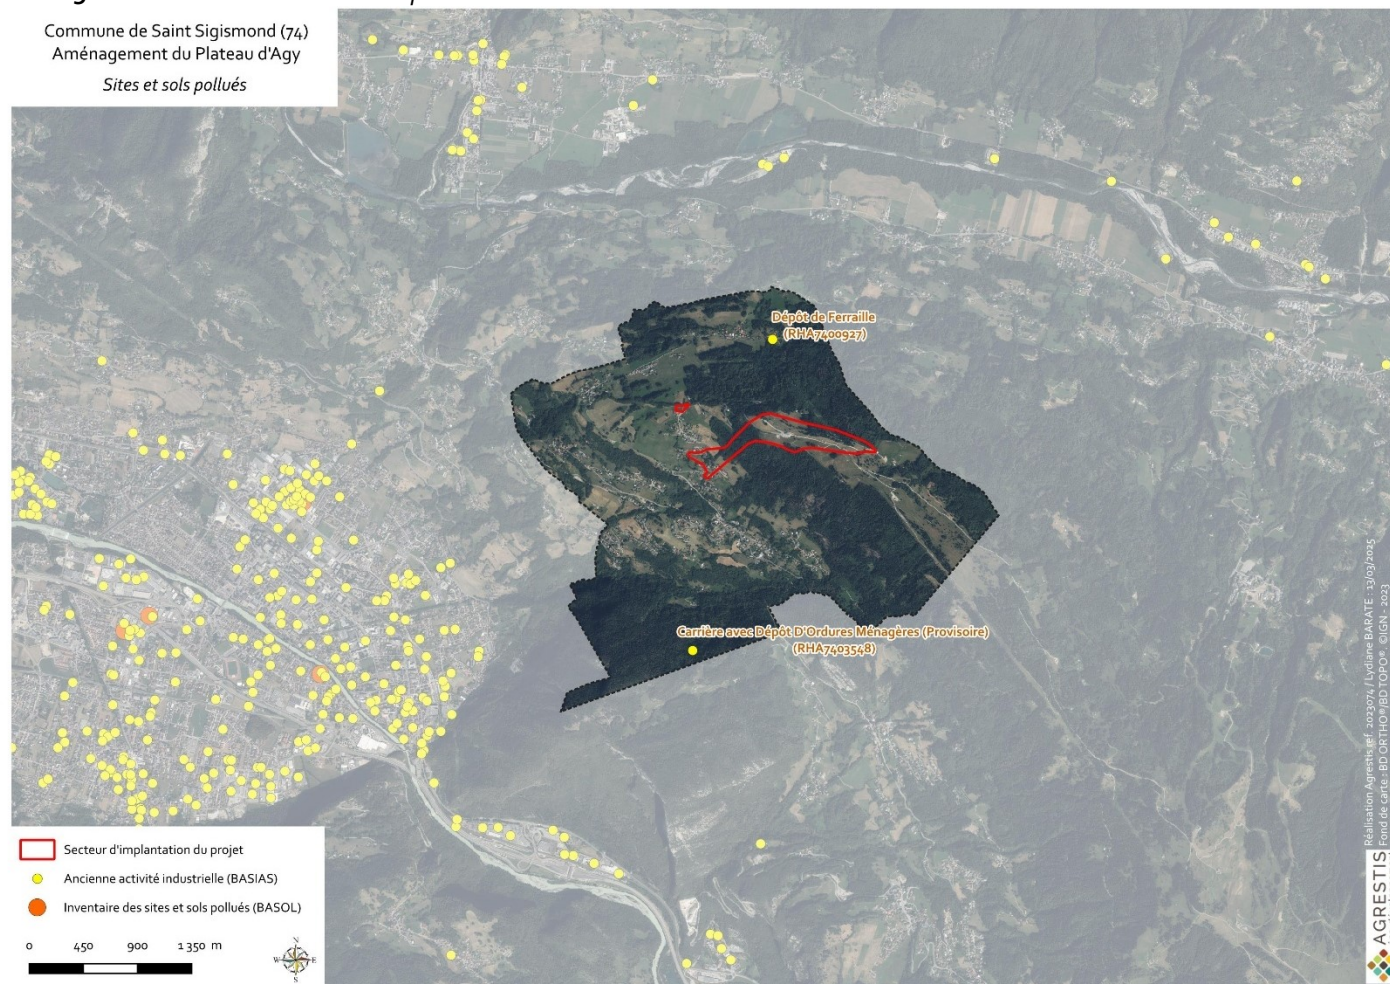 Commune de Saint Sigismond (74)
Aménagement du Plateau d'Agy
Sites et sols pollués
Dépôt de Ferraille
(RHA7400927)
Carrière avec Dépôt D'Ordures Ménagères (Provisoire)
(RHA7403548)
Secteur d'implantation du projet
Ancienne activité industrielle (BASIAS)
Inventaire des sites et sols pollués (BASOL)
0 450 900 1 350 m
N
W E
S
Réalisation Agrestis réf. 2023074 / Lydiane BARATE : 13/03/2025
Fond de carte : BD ORTHO®/BD TOPO® ©IGN - 2023
AGRESTIS